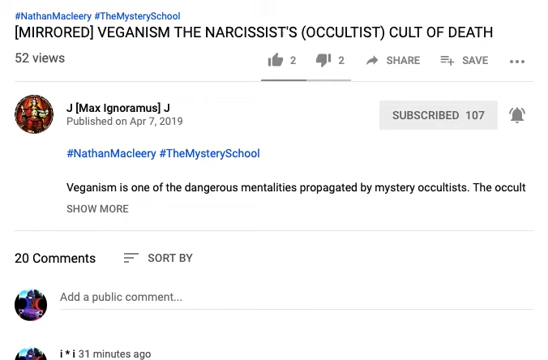 #NathanMacleery #TheMysterySchool
[MIRRORED] VEGANISM THE NARCISSIST'S (OCCULTIST) CULT OF DEATH
52 views
2
2
SHARE
SAVE
J [Max Ignoramus] J
Published on Apr 7, 2019
SUBSCRIBED 107
#NathanMacleery #TheMysterySchool
Veganism is one of the dangerous mentalities propagated by mystery occultists. The occult
SHOW MORE
20 Comments
SORT BY
Add a public comment...
i * i 31 minutes ago